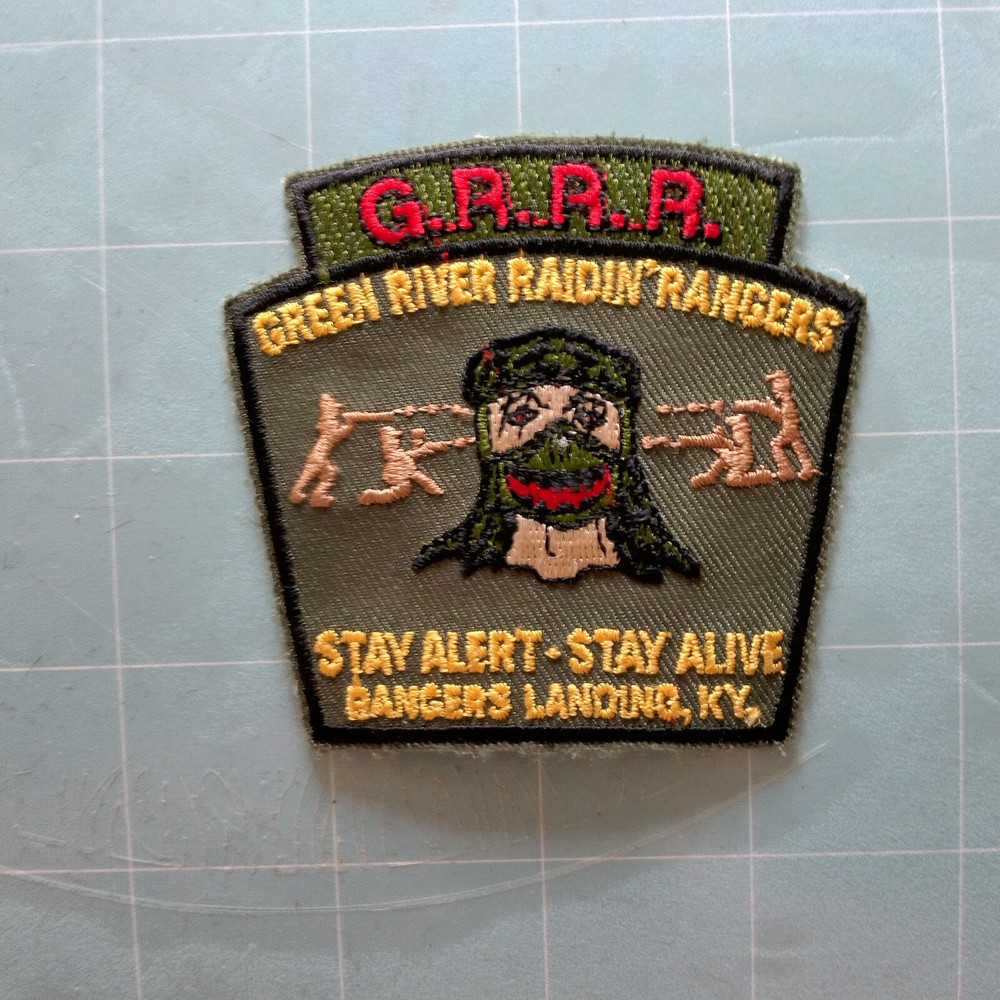 G.R.R.R.
GREEN RIVER RAIDIN' RANGERS
STAY ALERT • STAY ALIVE
RANGERS LANDING, KY.